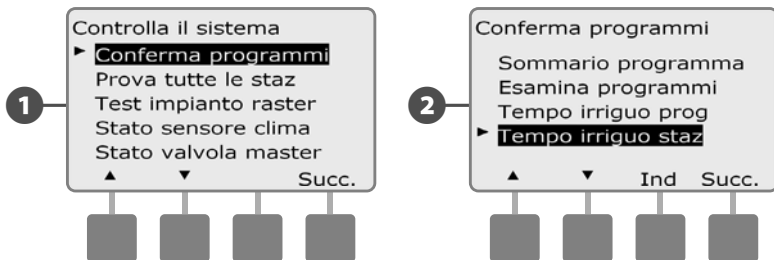 Controlla il sistema
Conferma programmi
Prova tutte le staz
Test impianto raster
Stato sensore clima
Stato valvola master
Succ.
1
Conferma programmi
Sommario programma
Esamina programmi
Tempo irriguo prog
Tempo irriguo staz
Ind Succ.
2